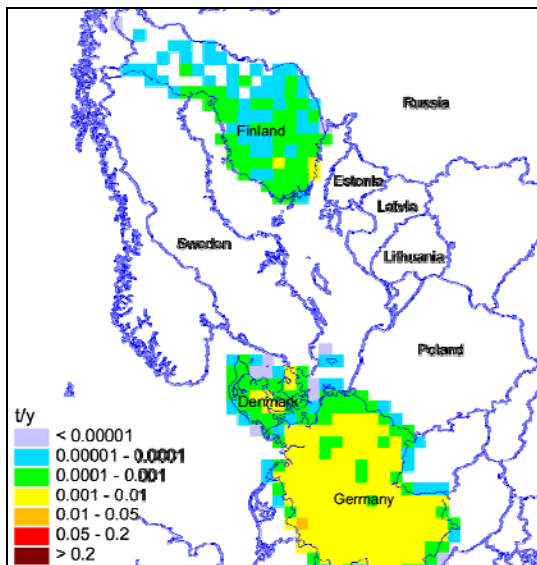 Russia
Finland
Estonia
Latvia
Sweden
Lithuania
Poland
Denmark
Germany
t/y
< 0.00001
0.00001 - 0.0001
0.0001 - 0.001
0.001 - 0.01
0.01 - 0.05
0.05 - 0.2
> 0.2